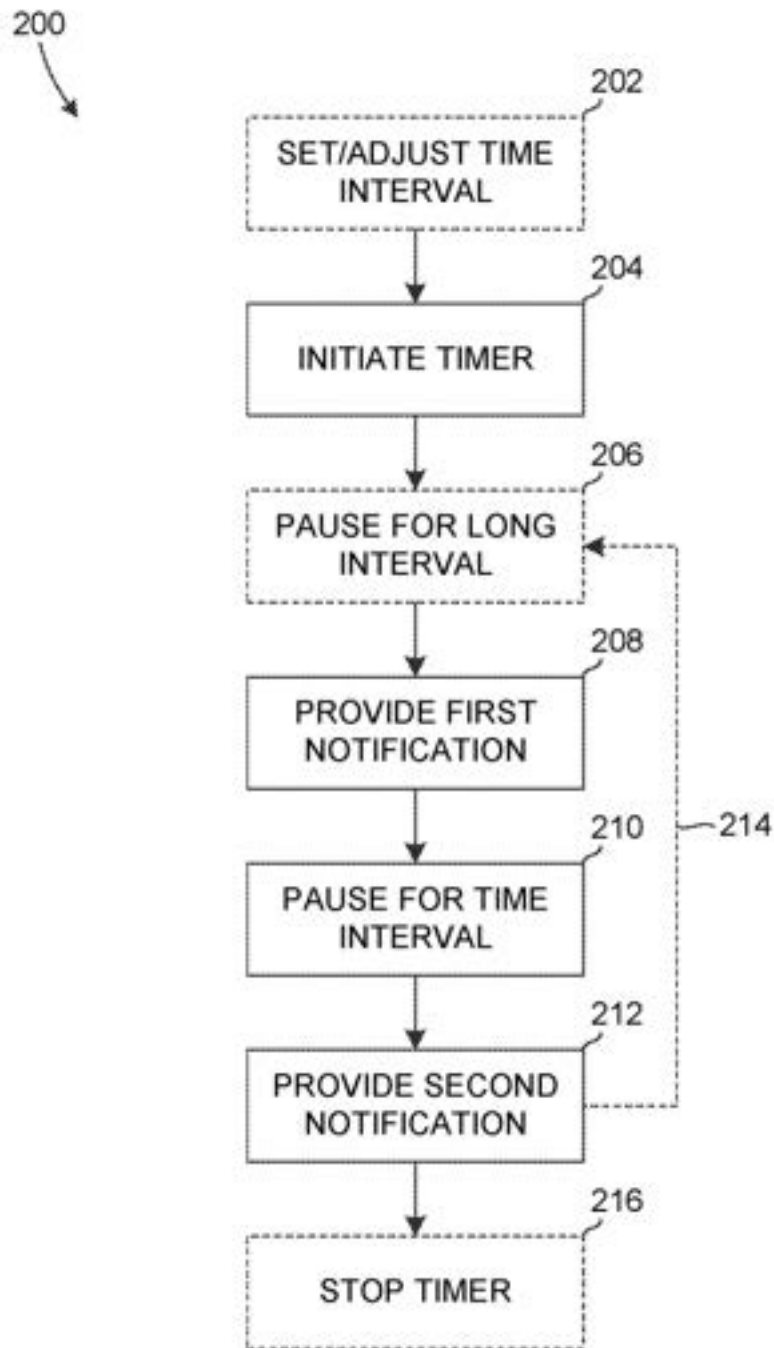 200
202
SET/ADJUST TIME
INTERVAL
204
INITIATE TIMER
206
PAUSE FOR LONG
INTERVAL
208
PROVIDE FIRST
NOTIFICATION
210
PAUSE FOR TIME
INTERVAL
214
212
PROVIDE SECOND
NOTIFICATION
216
STOP TIMER